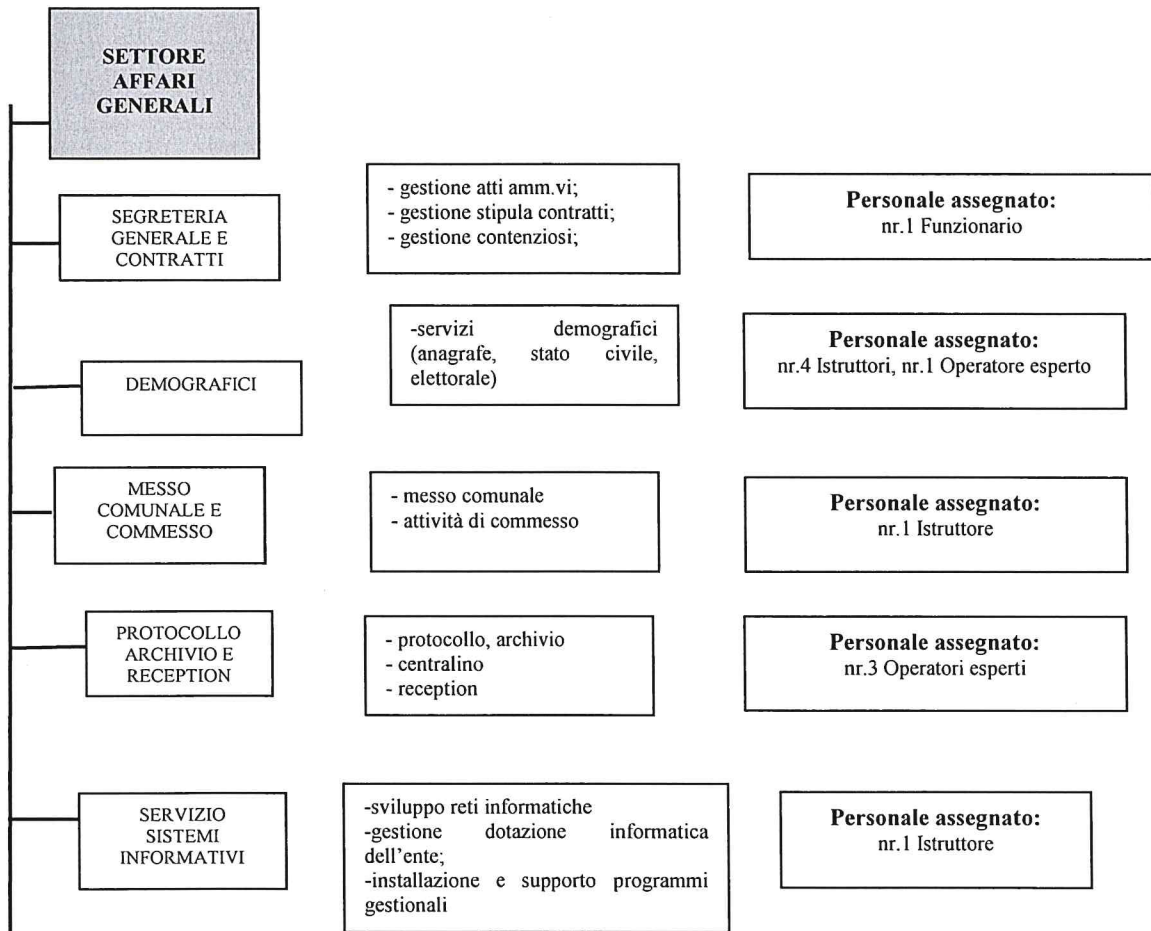 SETTORE
AFFARI
GENERALI
SEGRETERIA
GENERALE E
CONTRATTI
- gestione atti amm.vi;
- gestione stipula contratti;
- gestione contenziosi;
Personale assegnato:
nr.1 Funzionario
DEMOGRAFICI
-servizi demografici
(anagrafe, stato civile,
elettorale)
Personale assegnato:
nr.4 Istruttori, nr.1 Operatore esperto
MESSO
COMUNALE E
COMMESSO
- messo comunale
- attività di commesso
Personale assegnato:
nr.1 Istruttore
PROTOCOLLO
ARCHIVIO E
RECEPTION
- protocollo, archivio
- centralino
- reception
Personale assegnato:
nr.3 Operatori esperti
SERVIZIO
SISTEMI
INFORMATIVI
-sviluppo reti informatiche
-gestione dotazione informatica
dell'ente;
-installazione e supporto programmi
gestionali
Personale assegnato:
nr.1 Istruttore